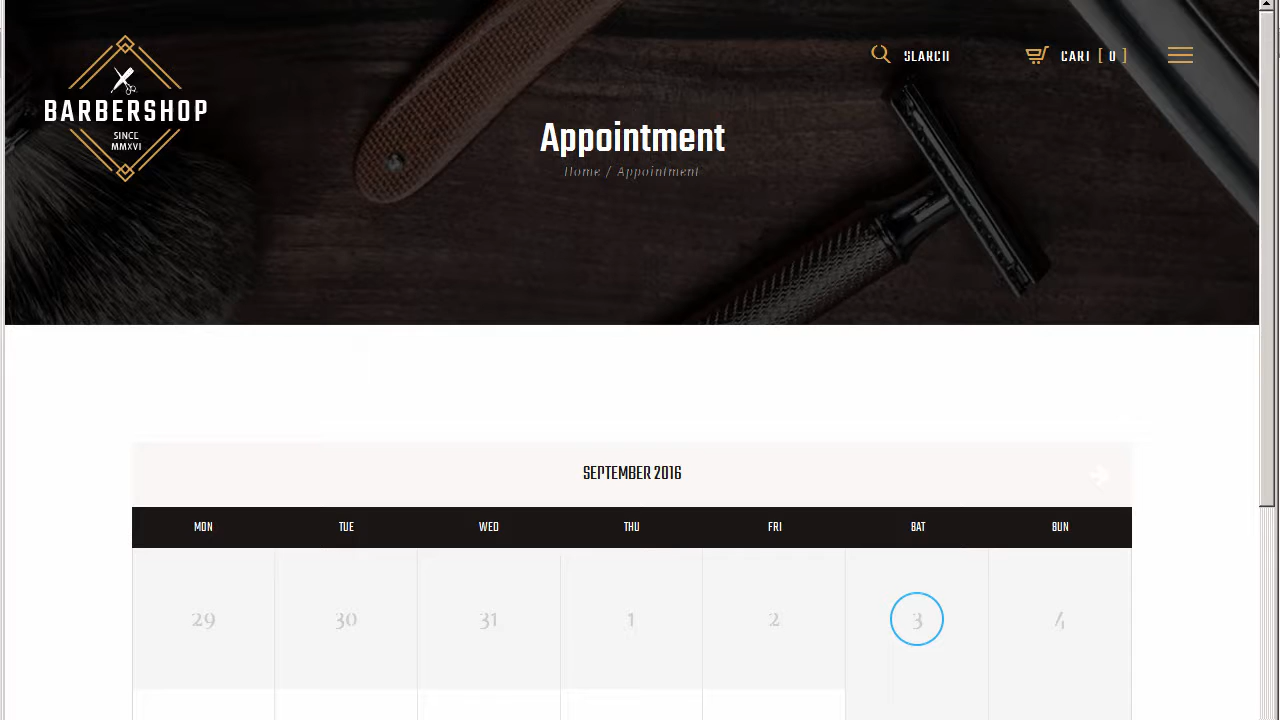 SEARCH
CART [ 0 ]
BARBERSHOP
SINCE
MMXVI
Appointment
Home / Appointment
SEPTEMBER 2016
MON TUE WED THU FRI SAT SUN
29 30 31 1 2 3 4